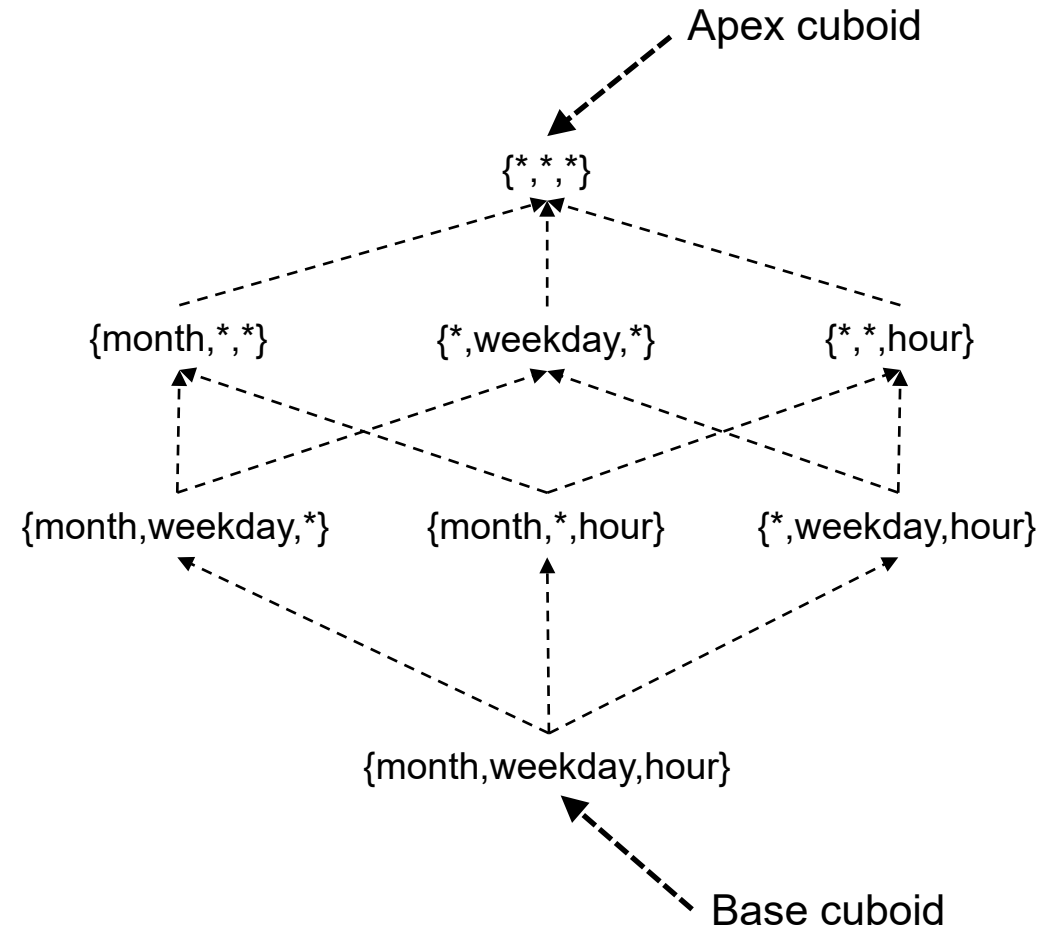 Apex cuboid
{*,*,*}
{month,*,*}
{*,weekday,*}
{*,*,hour}
{month,weekday,*}
{month,*,hour}
{*,weekday,hour}
{month,weekday,hour}
Base cuboid